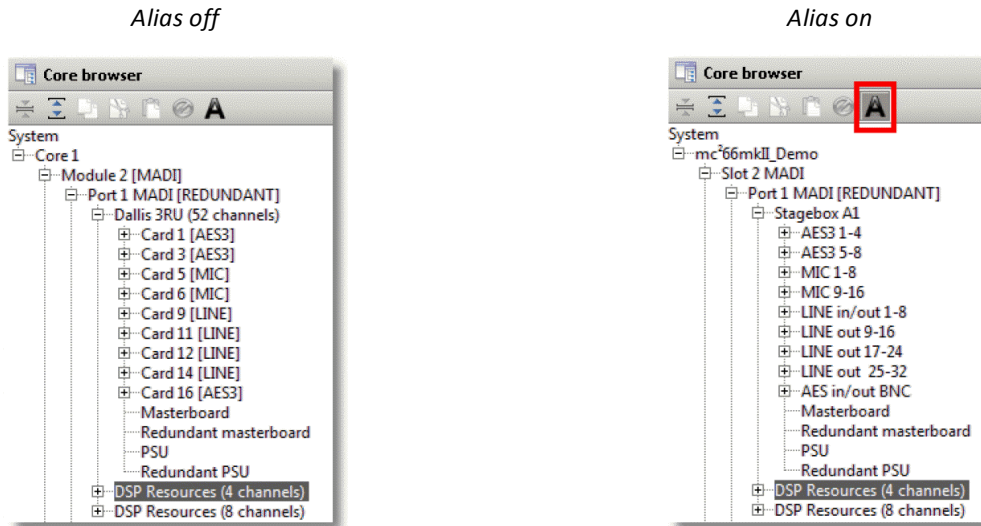 Alias off
Core browser
A
System
Core 1
Module 2 [MADI]
Port 1 MADI [REDUNDANT]
Dallis 3RU (52 channels)
Card 1 [AES3]
Card 3 [AES3]
Card 5 [MIC]
Card 6 [MIC]
Card 9 [LINE]
Card 11 [LINE]
Card 12 [LINE]
Card 14 [LINE]
Card 16 [AES3]
Masterboard
Redundant masterboard
PSU
Redundant PSU
DSP Resources (4 channels)
DSP Resources (8 channels)
Alias on
Core browser
A
System
mc²66mkII_Demo
Slot 2 MADI
Port 1 MADI [REDUNDANT]
Stagebox A1
AES3 1-4
AES3 5-8
MIC 1-8
MIC 9-16
LINE in/out 1-8
LINE out 9-16
LINE out 17-24
LINE out 25-32
AES in/out BNC
Masterboard
Redundant masterboard
PSU
Redundant PSU
DSP Resources (4 channels)
DSP Resources (8 channels)